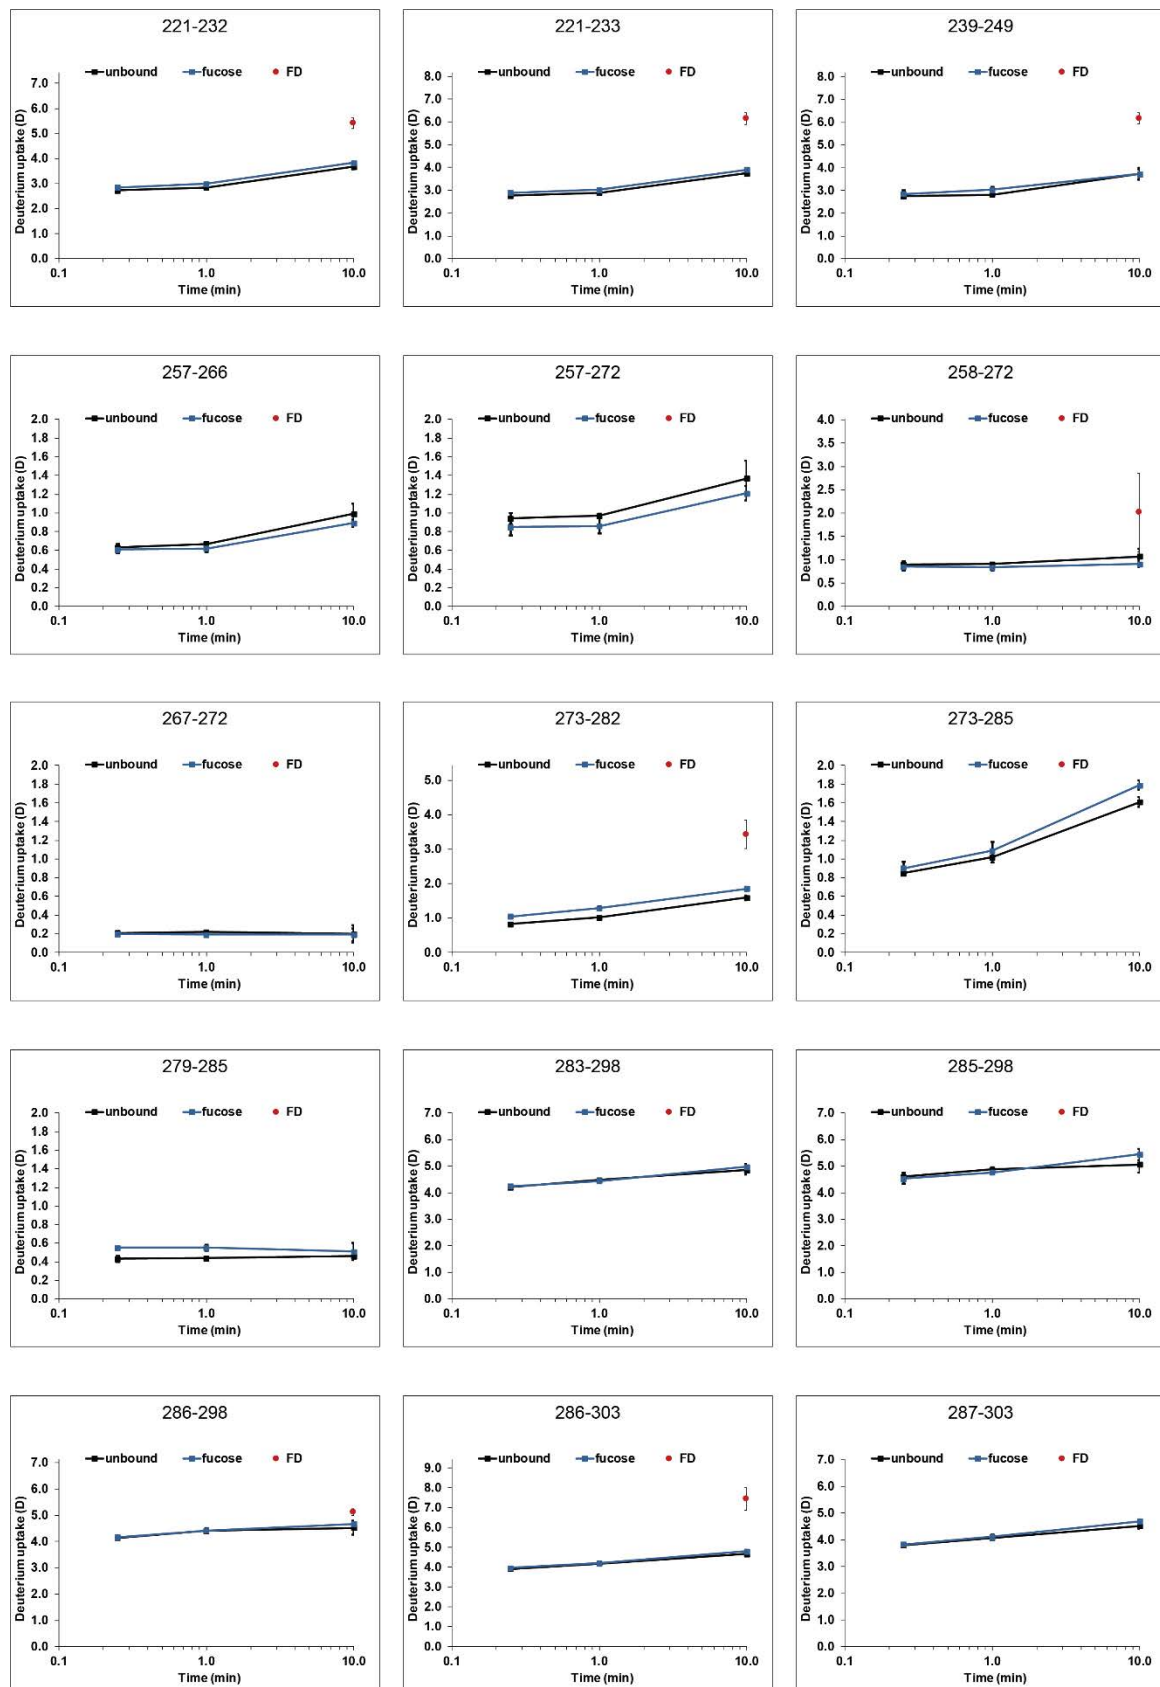 221-232
unbound fucose FD
Deuterium uptake (D)
7.0
6.0
5.0
4.0
3.0
2.0
1.0
0.0
0.1 1.0 10.0
Time (min)
221-233
unbound fucose FD
Deuterium uptake (D)
8.0
7.0
6.0
5.0
4.0
3.0
2.0
1.0
0.0
0.1 1.0 10.0
Time (min)
239-249
unbound fucose FD
Deuterium uptake (D)
8.0
7.0
6.0
5.0
4.0
3.0
2.0
1.0
0.0
0.1 1.0 10.0
Time (min)
257-266
unbound fucose FD
Deuterium uptake (D)
2.0
1.8
1.6
1.4
1.2
1.0
0.8
0.6
0.4
0.2
0.0
0.1 1.0 10.0
Time (min)
257-272
unbound fucose FD
Deuterium uptake (D)
2.0
1.8
1.6
1.4
1.2
1.0
0.8
0.6
0.4
0.2
0.0
0.1 1.0 10.0
Time (min)
258-272
unbound fucose FD
Deuterium uptake (D)
4.0
3.5
3.0
2.5
2.0
1.5
1.0
0.5
0.0
0.1 1.0 10.0
Time (min)
267-272
unbound fucose FD
Deuterium uptake (D)
2.0
1.8
1.6
1.4
1.2
1.0
0.8
0.6
0.4
0.2
0.0
0.1 1.0 10.0
Time (min)
273-282
unbound fucose FD
Deuterium uptake (D)
5.0
4.0
3.0
2.0
1.0
0.0
0.1 1.0 10.0
Time (min)
273-285
unbound fucose FD
Deuterium uptake (D)
2.0
1.8
1.6
1.4
1.2
1.0
0.8
0.6
0.4
0.2
0.0
0.1 1.0 10.0
Time (min)
279-285
unbound fucose FD
Deuterium uptake (D)
2.0
1.8
1.6
1.4
1.2
1.0
0.8
0.6
0.4
0.2
0.0
0.1 1.0 10.0
Time (min)
283-298
unbound fucose FD
Deuterium uptake (D)
7.0
6.0
5.0
4.0
3.0
2.0
1.0
0.0
0.1 1.0 10.0
Time (min)
285-298
unbound fucose FD
Deuterium uptake (D)
7.0
6.0
5.0
4.0
3.0
2.0
1.0
0.0
0.1 1.0 10.0
Time (min)
286-298
unbound fucose FD
Deuterium uptake (D)
7.0
6.0
5.0
4.0
3.0
2.0
1.0
0.0
0.1 1.0 10.0
Time (min)
286-303
unbound fucose FD
Deuterium uptake (D)
9.0
8.0
7.0
6.0
5.0
4.0
3.0
2.0
1.0
0.0
0.1 1.0 10.0
Time (min)
287-303
unbound fucose FD
Deuterium uptake (D)
7.0
6.0
5.0
4.0
3.0
2.0
1.0
0.0
0.1 1.0 10.0
Time (min)